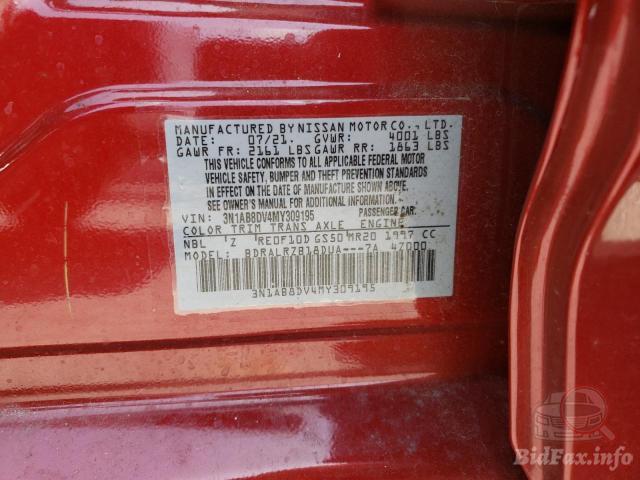 MANUFACTURED BY NISSAN MOTOR CO., LTD.
DATE: 07/21. GVWR: 4001 LBS
GAWR FR: 2161 LBS GAWR RR: 1863 LBS
THIS VEHICLE CONFORMS TO ALL APPLICABLE FEDERAL MOTOR
VEHICLE SAFETY, BUMPER AND THEFT PREVENTION STANDARDS
IN EFFECT ON THE DATE OF MANUFACTURE SHOWN ABOVE.
SEE OWNER'S MANUAL FOR ADDITIONAL INFORMATION.
VIN: 3N1AB8DV4MY309195 PASSENGER CAR
COLOR TRIM TRANS AXLE ENGINE
NBL Z RE0F10D GS50 MR20 1997 CC
MODEL: BDRALRZB18DUA---7A 47000
3N1AB8DV4MY309195
BidFax.info